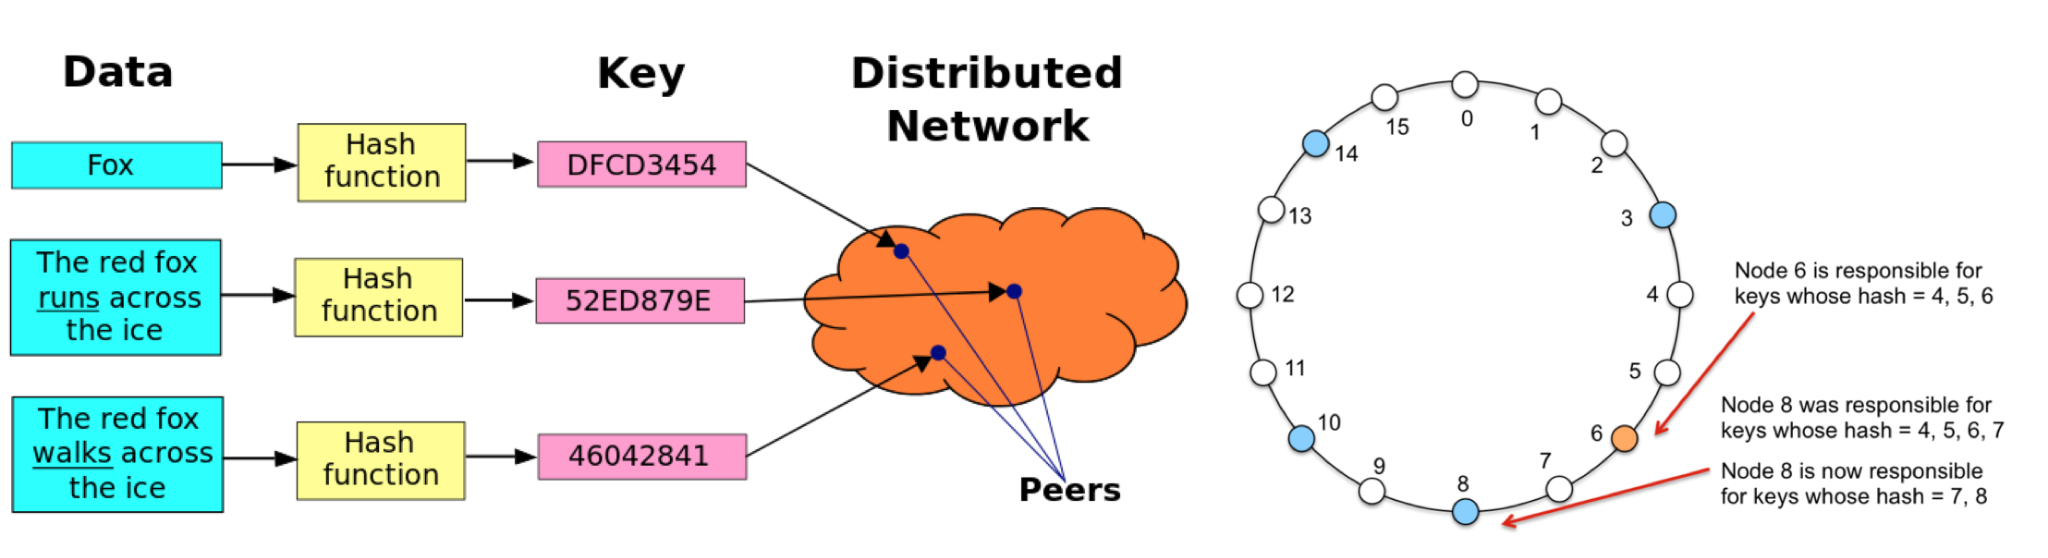 Data
Key
Distributed
Network
Fox
Hash
function
DFCD3454
The red fox
runs across
the ice
Hash
function
52ED879E
The red fox
walks across
the ice
Hash
function
46042841
Peers
0
1
2
3
4
5
6
7
8
9
10
11
12
13
14
15
Node 6 is responsible for
keys whose hash = 4, 5, 6
Node 8 was responsible for
keys whose hash = 4, 5, 6, 7
Node 8 is now responsible
for keys whose hash = 7, 8